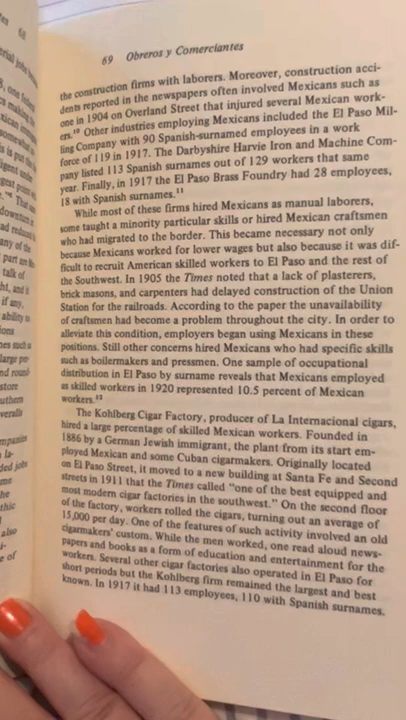 69 Obreros y Comerciantes
the construction firms with laborers. Moreover, construction acci-
dents reported in the newspapers often involved Mexicans such as
one in 1904 on Overland Street that injured several Mexican work-
ers.¹⁰ Other industries employing Mexicans included the El Paso Mil-
ling Company with 90 Spanish-surnamed employees in a work
force of 119 in 1917. The Darbyshire Harvie Iron and Machine Com-
pany listed 113 Spanish surnames out of 129 workers that same
year. Finally, in 1917 the El Paso Brass Foundry had 28 employees,
18 with Spanish surnames.¹¹
While most of these firms hired Mexicans as manual laborers,
some taught a minority particular skills or hired Mexican craftsmen
who had migrated to the border. This became necessary not only
because Mexicans worked for lower wages but also because it was dif-
ficult to recruit American skilled workers to El Paso and the rest of
the Southwest. In 1905 the Times noted that a lack of plasterers,
brick masons, and carpenters had delayed construction of the Union
Station for the railroads. According to the paper the unavailability
of craftsmen had become a problem throughout the city. In order to
alleviate this condition, employers began using Mexicans in these
positions. Still other concerns hired Mexicans who had specific skills
such as boilermakers and pressmen. One sample of occupational
distribution in El Paso by surname reveals that Mexicans employed
as skilled workers in 1920 represented 10.5 percent of Mexican
workers.¹²
The Kohlberg Cigar Factory, producer of La Internacional cigars,
hired a large percentage of skilled Mexican workers. Founded in
1886 by a German Jewish immigrant, the plant from its start em-
ployed Mexican and some Cuban cigarmakers. Originally located
on El Paso Street, it moved to a new building at Santa Fe and Second
streets in 1911 that the Times called "one of the best equipped and
most modern cigar factories in the southwest." On the second floor
of the factory, workers rolled the cigars, turning out an average of
15,000 per day. One of the features of such activity involved an old
cigarmakers' custom. While the men worked, one read aloud news-
papers and books as a form of education and entertainment for the
workers. Several other cigar factories also operated in El Paso for
short periods but the Kohlberg firm remained the largest and best
known. In 1917 it had 113 employees, 110 with Spanish surnames.